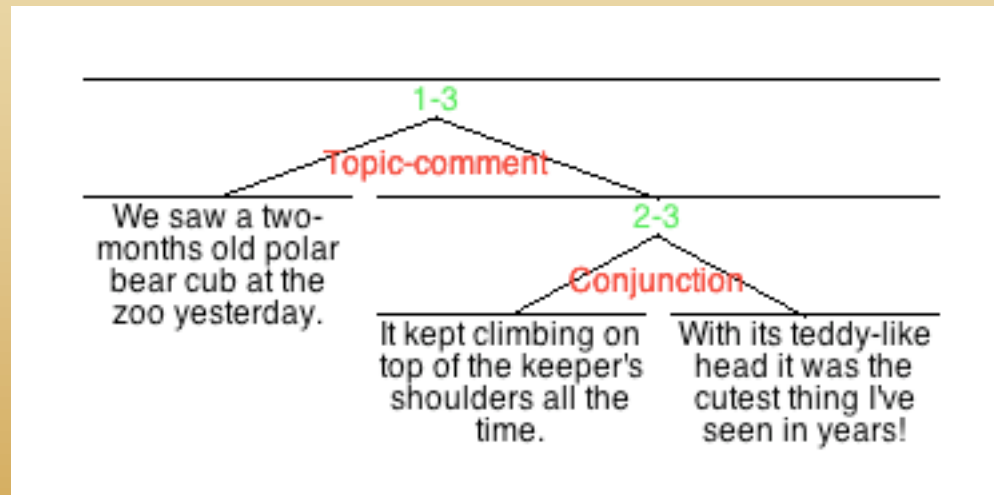 1-3
Topic-comment
We saw a two-
months old polar
bear cub at the
zoo yesterday.
2-3
Conjunction
It kept climbing on
top of the keeper's
shoulders all the
time.
With its teddy-like
head it was the
cutest thing I've
seen in years!